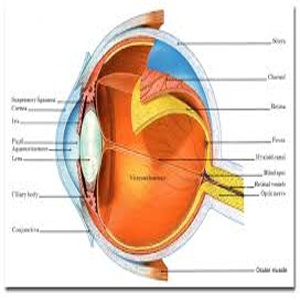 Suspensory ligament
Cornea
Iris
Pupil
Aqueous humour
Lens
Ciliary body
Conjunctiva
Vitreous humour
Sclera
Choroid
Retina
Fovea
Hyaloid canal
Blind spot
Retinal vessels
Optic nerve
Ocular muscle